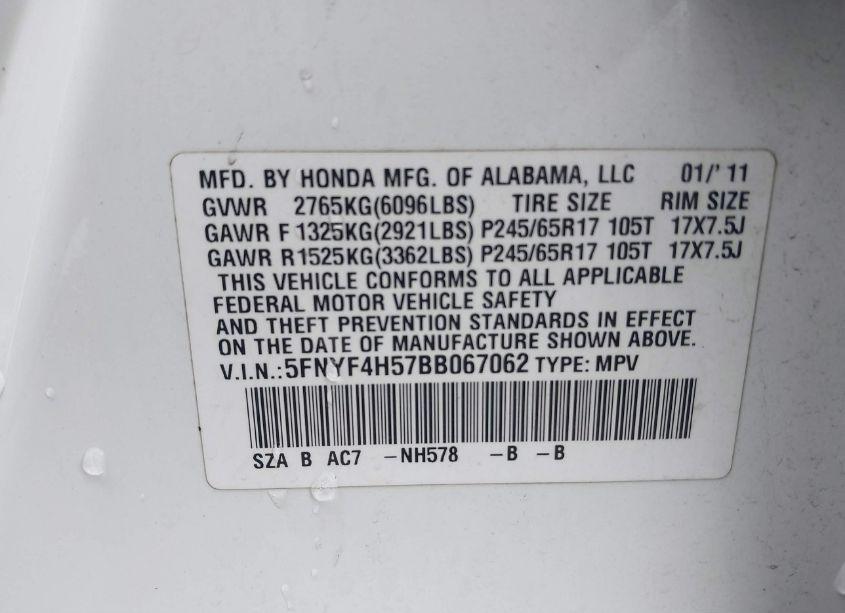 MFD. BY HONDA MFG. OF ALABAMA, LLC 01/' 11
GVWR 2765KG(6096LBS) TIRE SIZE RIM SIZE
GAWR F 1325KG(2921LBS) P245/65R17 105T 17X7.5J
GAWR R1525KG(3362LBS) P245/65R17 105T 17X7.5J
THIS VEHICLE CONFORMS TO ALL APPLICABLE
FEDERAL MOTOR VEHICLE SAFETY
AND THEFT PREVENTION STANDARDS IN EFFECT
ON THE DATE OF MANUFACTURE SHOWN ABOVE.
V.I.N.:5FNYF4H57BB067062 TYPE: MPV
SZA B AC7 -NH578 -B -B